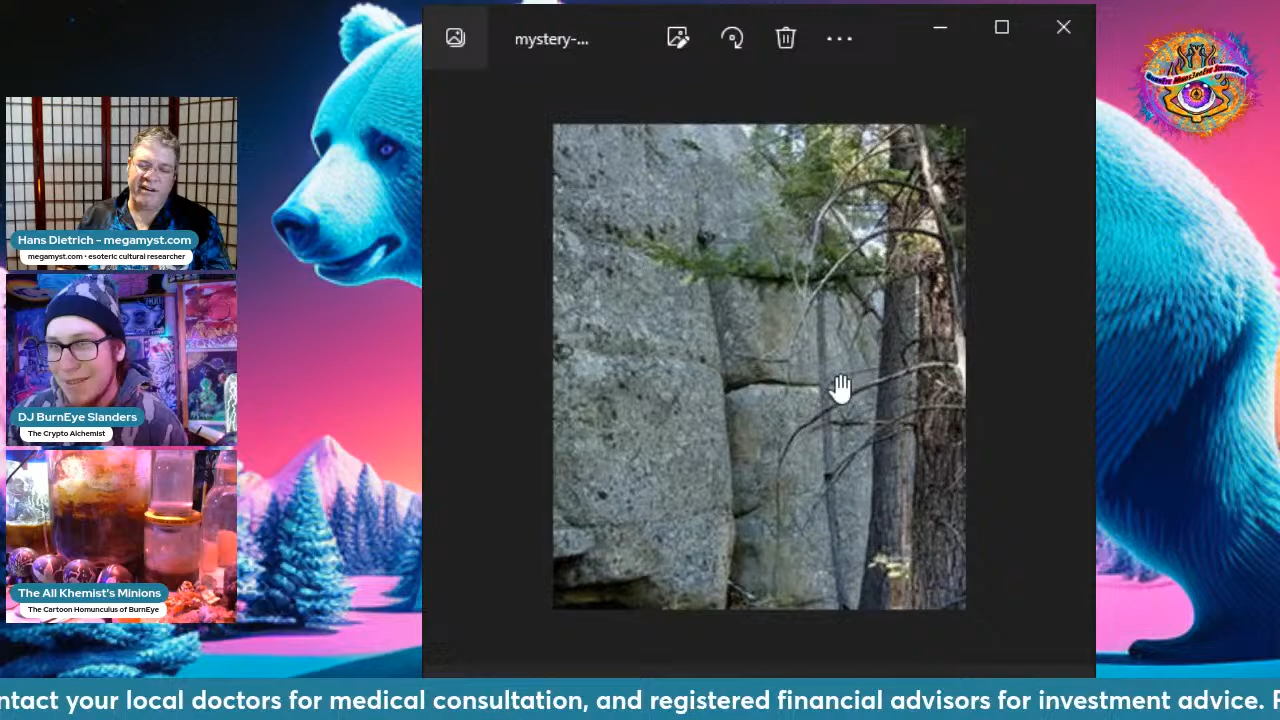 mystery-...
Hans Dietrich - megamyst.com
megamyst.com • esoteric cultural researcher
DJ BurnEye Slanders
The Crypto Alchemist
The All Khemist's Minions
The Cartoon Homunculus of BurnEye
ntact your local doctors for medical consultation, and registered financial advisors for investment advice.